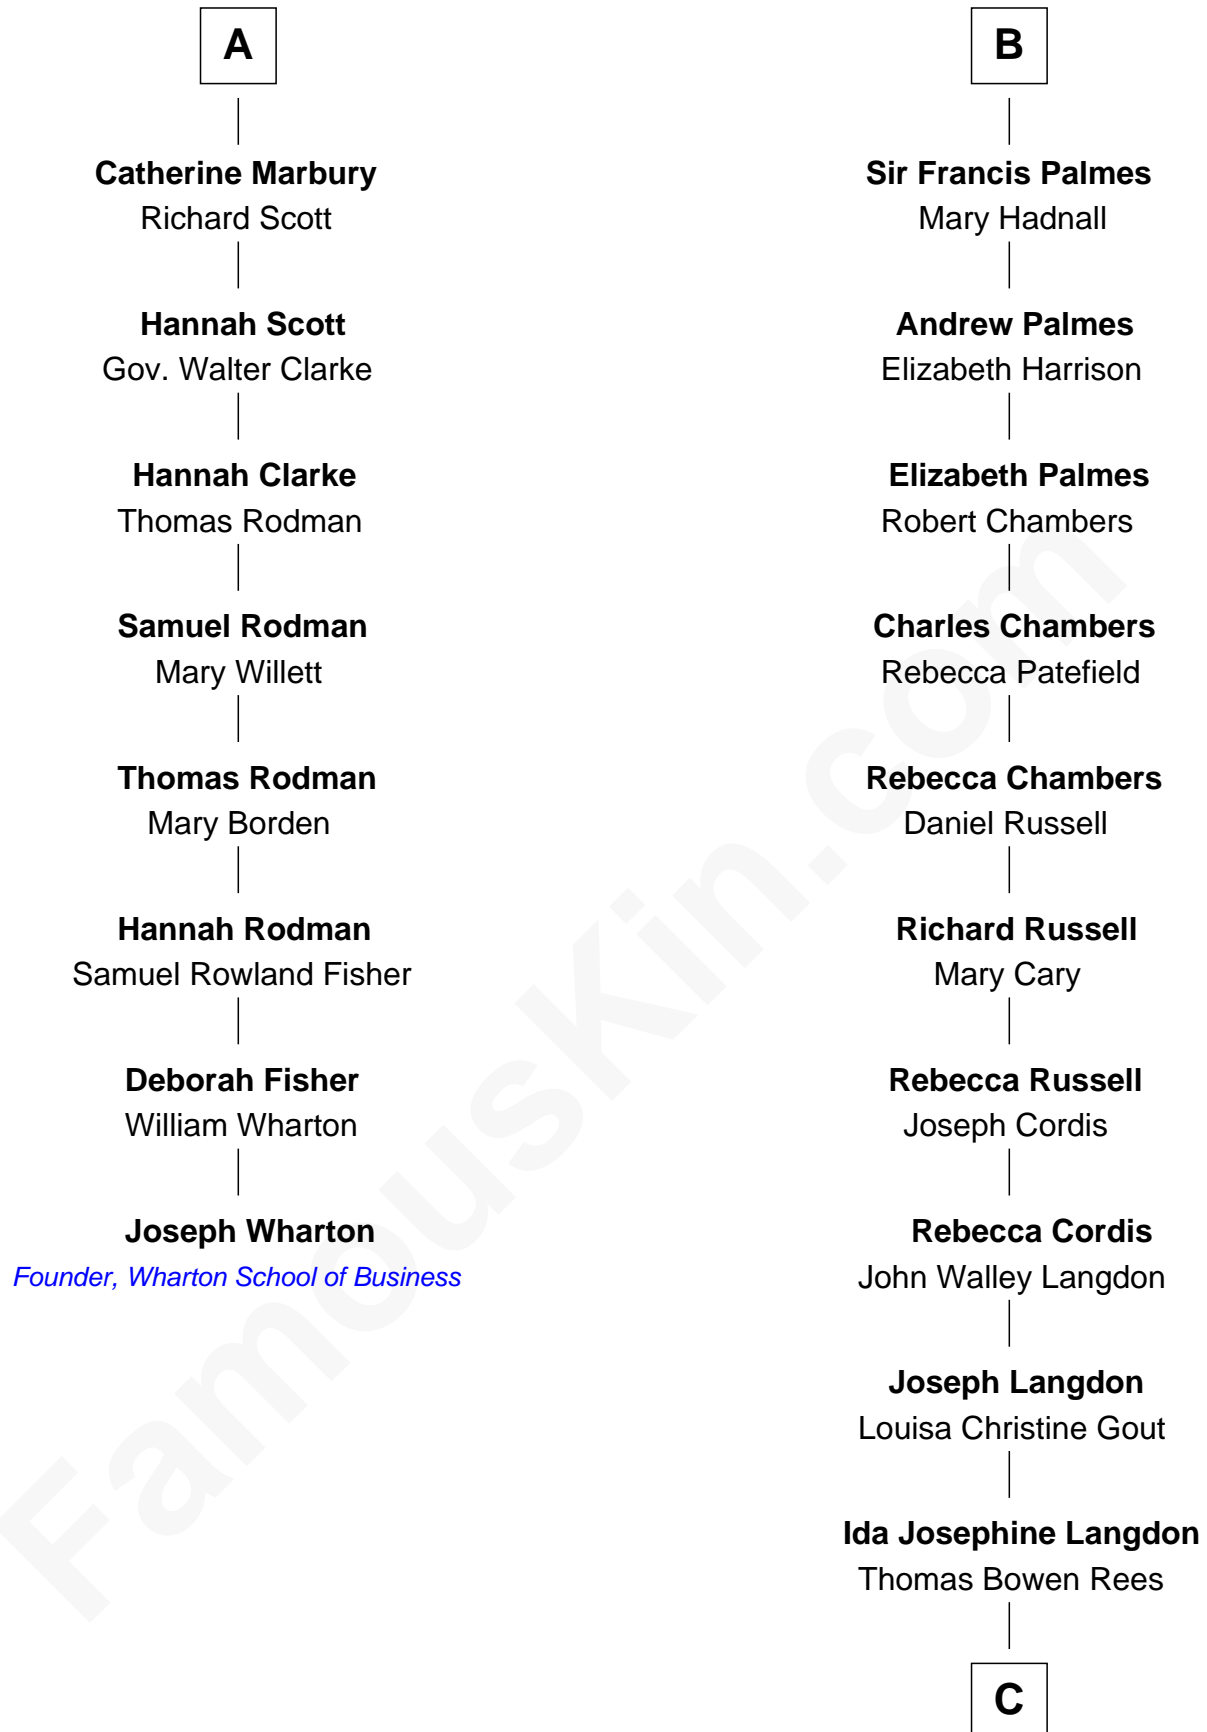 A
Catherine Marbury
Richard Scott
Hannah Scott
Gov. Walter Clarke
Hannah Clarke
Thomas Rodman
Samuel Rodman
Mary Willett
Thomas Rodman
Mary Borden
Hannah Rodman
Samuel Rowland Fisher
Deborah Fisher
William Wharton
Joseph Wharton
Founder, Wharton School of Business
B
Sir Francis Palmes
Mary Hadnall
Andrew Palmes
Elizabeth Harrison
Elizabeth Palmes
Robert Chambers
Charles Chambers
Rebecca Patefield
Rebecca Chambers
Daniel Russell
Richard Russell
Mary Cary
Rebecca Russell
Joseph Cordis
Rebecca Cordis
John Walley Langdon
Joseph Langdon
Louisa Christine Gout
Ida Josephine Langdon
Thomas Bowen Rees
C
FamousKin.com